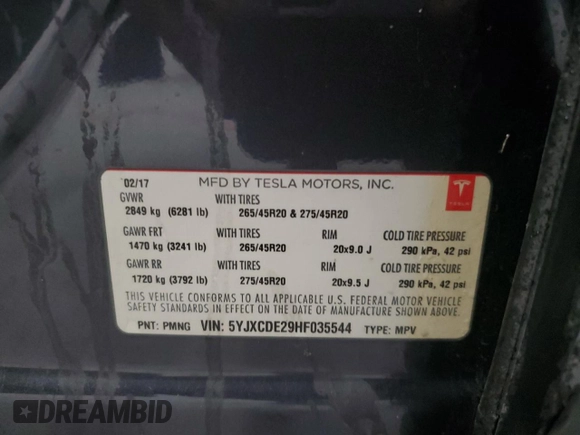 02/17 MFD BY TESLA MOTORS, INC.
GVWR WITH TIRES
2849 kg (6281 lb) 265/45R20 & 275/45R20
GAWR FRT WITH TIRES RIM COLD TIRE PRESSURE
1470 kg (3241 lb) 265/45R20 20x9.0 J 290 kPa, 42 psi
GAWR RR WITH TIRES RIM COLD TIRE PRESSURE
1720 kg (3792 lb) 275/45R20 20x9.5 J 290 kPa, 42 psi
THIS VEHICLE CONFORMS TO ALL APPLICABLE U.S. FEDERAL MOTOR VEHICLE
SAFETY STANDARDS IN EFFECT ON THE DATE OF MANUFACTURE SHOWN ABOVE.
PNT: PMNG VIN: 5YJXCDE29HF035544 TYPE: MPV
TESLA
DREAMBID